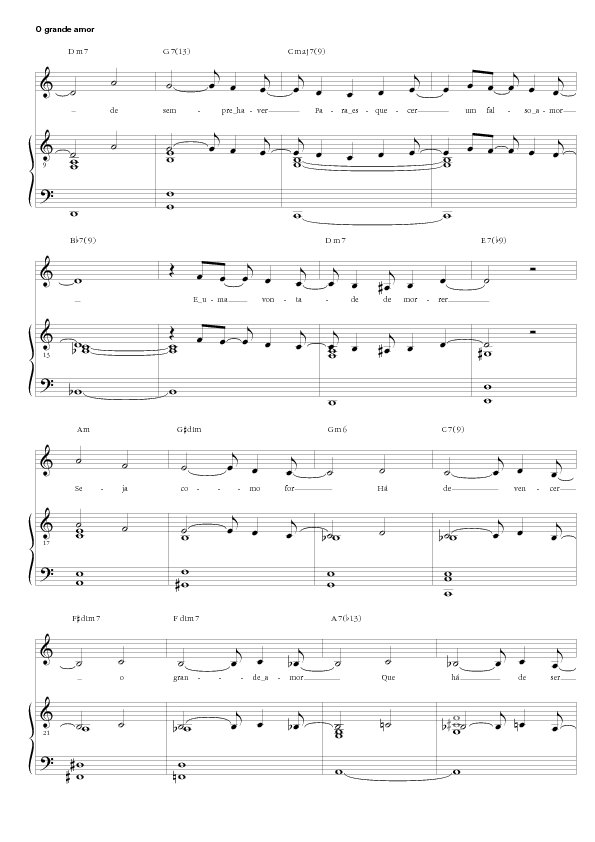 O grande amor
Dm7 G7(13) Cmaj7(9)
_ de sem - pre_ha-ver Pa-ra_es-que-cer um fal - so_a-mor
9
B♭7(9) Dm7 E7(♭9)
E_u-ma von-ta - de de mor-rer
13
Am G♯dim Gm6 C7(9)
Se - ja co - mo for Há de ven-cer
17
F♯dim7 Fdim7 A7(♭13)
_ o gran - de_a-mor Que há de ser
21